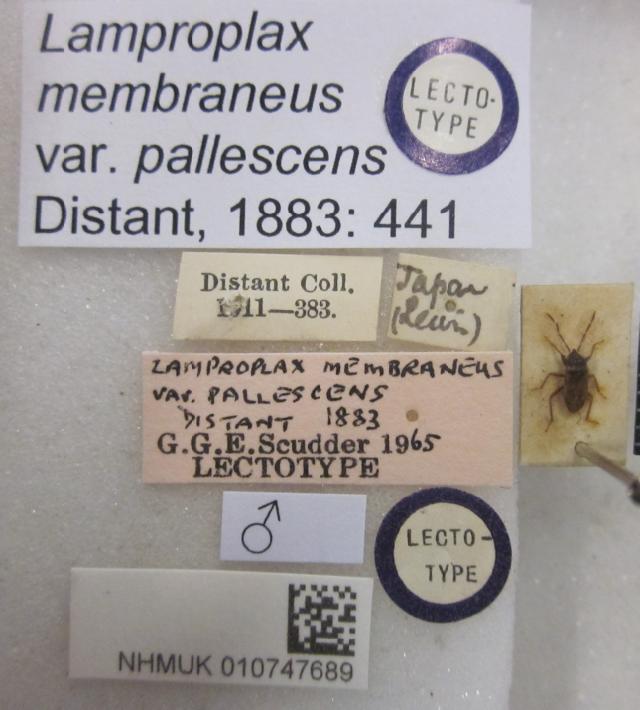 Lamproplax
membraneus
var. pallescens
Distant, 1883: 441
LECTO-
TYPE
Distant Coll.
1911—383.
Japan
(Lewis)
LAMPROPLAX MEMBRANEUS
VAR. PALLESCENS
DISTANT 1883
G.G.E.Scudder 1965
LECTOTYPE
♂
LECTO-
TYPE
NHMUK 010747689